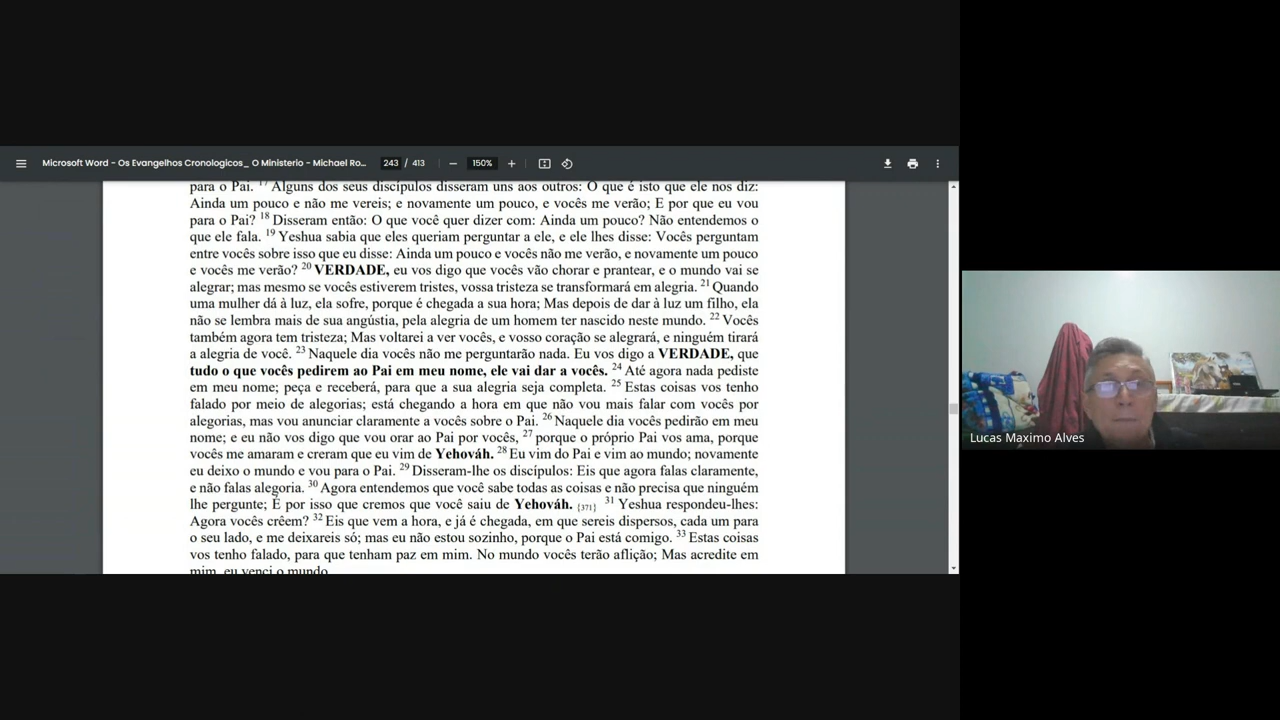 Microsoft Word - Os Evangelhos Cronologicos_ O Ministerio - Michael Ro... 243 / 413 150%
para o Pai. 17 Alguns dos seus discípulos disseram uns aos outros: O que é isto que ele nos diz:
Ainda um pouco e não me vereis; e novamente um pouco, e vocês me verão; E por que eu vou
para o Pai? 18 Disseram então: O que você quer dizer com: Ainda um pouco? Não entendemos o
que ele fala. 19 Yeshua sabia que eles queriam perguntar a ele, e ele lhes disse: Vocês perguntam
entre vocês sobre isso que eu disse: Ainda um pouco e vocês não me verão, e novamente um pouco
e vocês me verão? 20 VERDADE, eu vos digo que vocês vão chorar e prantear, e o mundo vai se
alegrar; mas mesmo se vocês estiverem tristes, vossa tristeza se transformará em alegria. 21 Quando
uma mulher dá à luz, ela sofre, porque é chegada a sua hora; Mas depois de dar à luz um filho, ela
não se lembra mais de sua angústia, pela alegria de um homem ter nascido neste mundo. 22 Vocês
também agora tem tristeza; Mas voltarei a ver vocês, e vosso coração se alegrará, e ninguém tirará
a alegria de você. 23 Naquele dia vocês não me perguntarão nada. Eu vos digo a VERDADE, que
tudo o que vocês pedirem ao Pai em meu nome, ele vai dar a vocês. 24 Até agora nada pediste
em meu nome; peça e receberá, para que a sua alegria seja completa. 25 Estas coisas vos tenho
falado por meio de alegorias; está chegando a hora em que não vou mais falar com vocês por
alegorias, mas vou anunciar claramente a vocês sobre o Pai. 26 Naquele dia vocês pedirão em meu
nome; e eu não vos digo que vou orar ao Pai por vocês, 27 porque o próprio Pai vos ama, porque
vocês me amaram e creram que eu vim de Yehováh. 28 Eu vim do Pai e vim ao mundo; novamente
eu deixo o mundo e vou para o Pai. 29 Disseram-lhe os discípulos: Eis que agora falas claramente,
e não falas alegoria. 30 Agora entendemos que você sabe todas as coisas e não precisa que ninguém
lhe pergunte; É por isso que cremos que você saiu de Yehováh. {371} 31 Yeshua respondeu-lhes:
Agora vocês crêem? 32 Eis que vem a hora, e já é chegada, em que sereis dispersos, cada um para
o seu lado, e me deixareis só; mas eu não estou sozinho, porque o Pai está comigo. 33 Estas coisas
vos tenho falado, para que tenham paz em mim. No mundo vocês terão aflição; Mas acredite em
mim, eu venci o mundo.
Lucas Maximo Alves